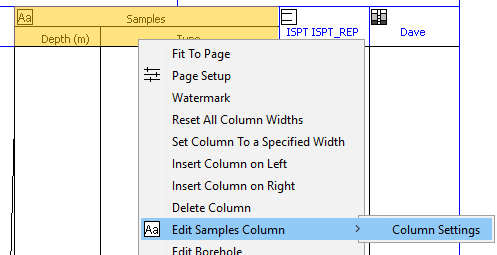 Aa Samples
ISPT ISPT_REP Dave
Depth (m) Type
Fit To Page
Page Setup
Watermark
Reset All Column Widths
Set Column To a Specified Width
Insert Column on Left
Insert Column on Right
Delete Column
Aa Edit Samples Column > Column Settings
Edit Borehole